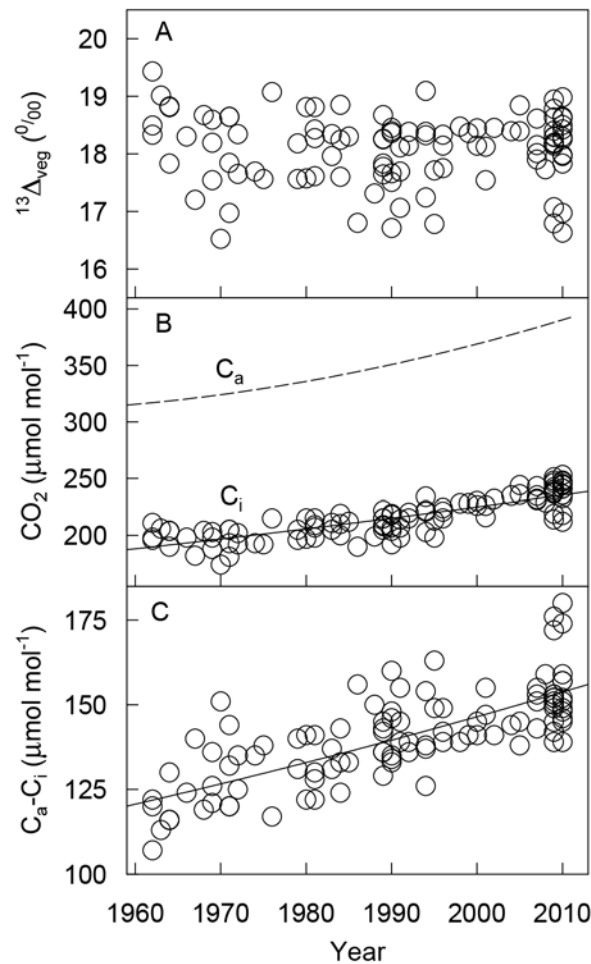 A
20
19
18
17
16
¹³Δveg (⁰/₀₀)
B
400
350
300
250
200
CO₂ (μmol mol⁻¹)
Cₐ
Cᵢ
C
175
150
125
100
Cₐ-Cᵢ (μmol mol⁻¹)
1960 1970 1980 1990 2000 2010
Year